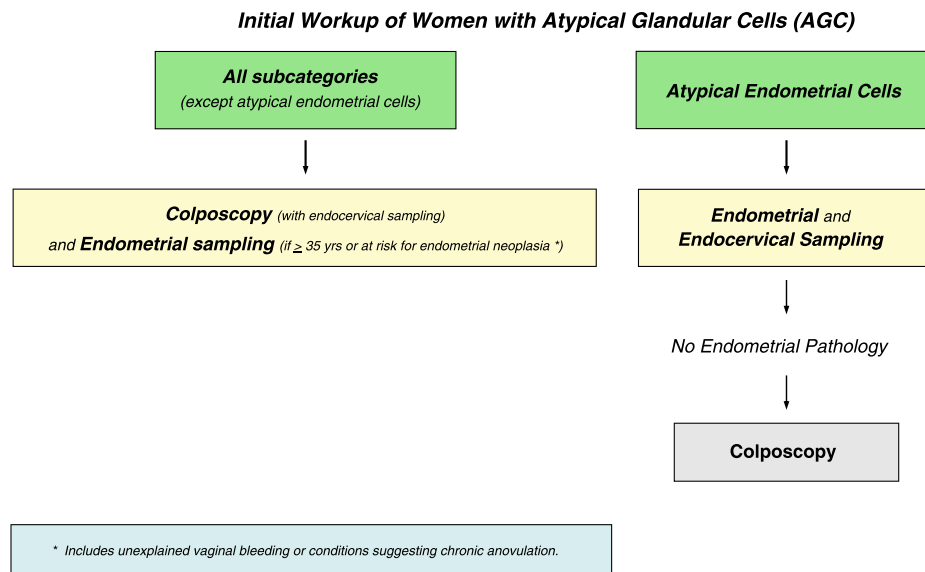 Initial Workup of Women with Atypical Glandular Cells (AGC)
All subcategories
(except atypical endometrial cells)
Colposcopy (with endocervical sampling)
and Endometrial sampling (if ≥ 35 yrs or at risk for endometrial neoplasia *)
Atypical Endometrial Cells
Endometrial and
Endocervical Sampling
No Endometrial Pathology
Colposcopy
* Includes unexplained vaginal bleeding or conditions suggesting chronic anovulation.